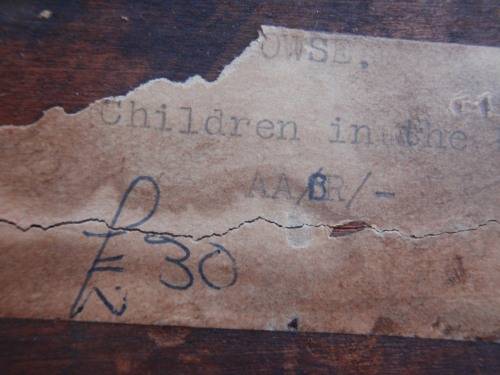 OWSE.
Children in the
AA/BR/-
£30